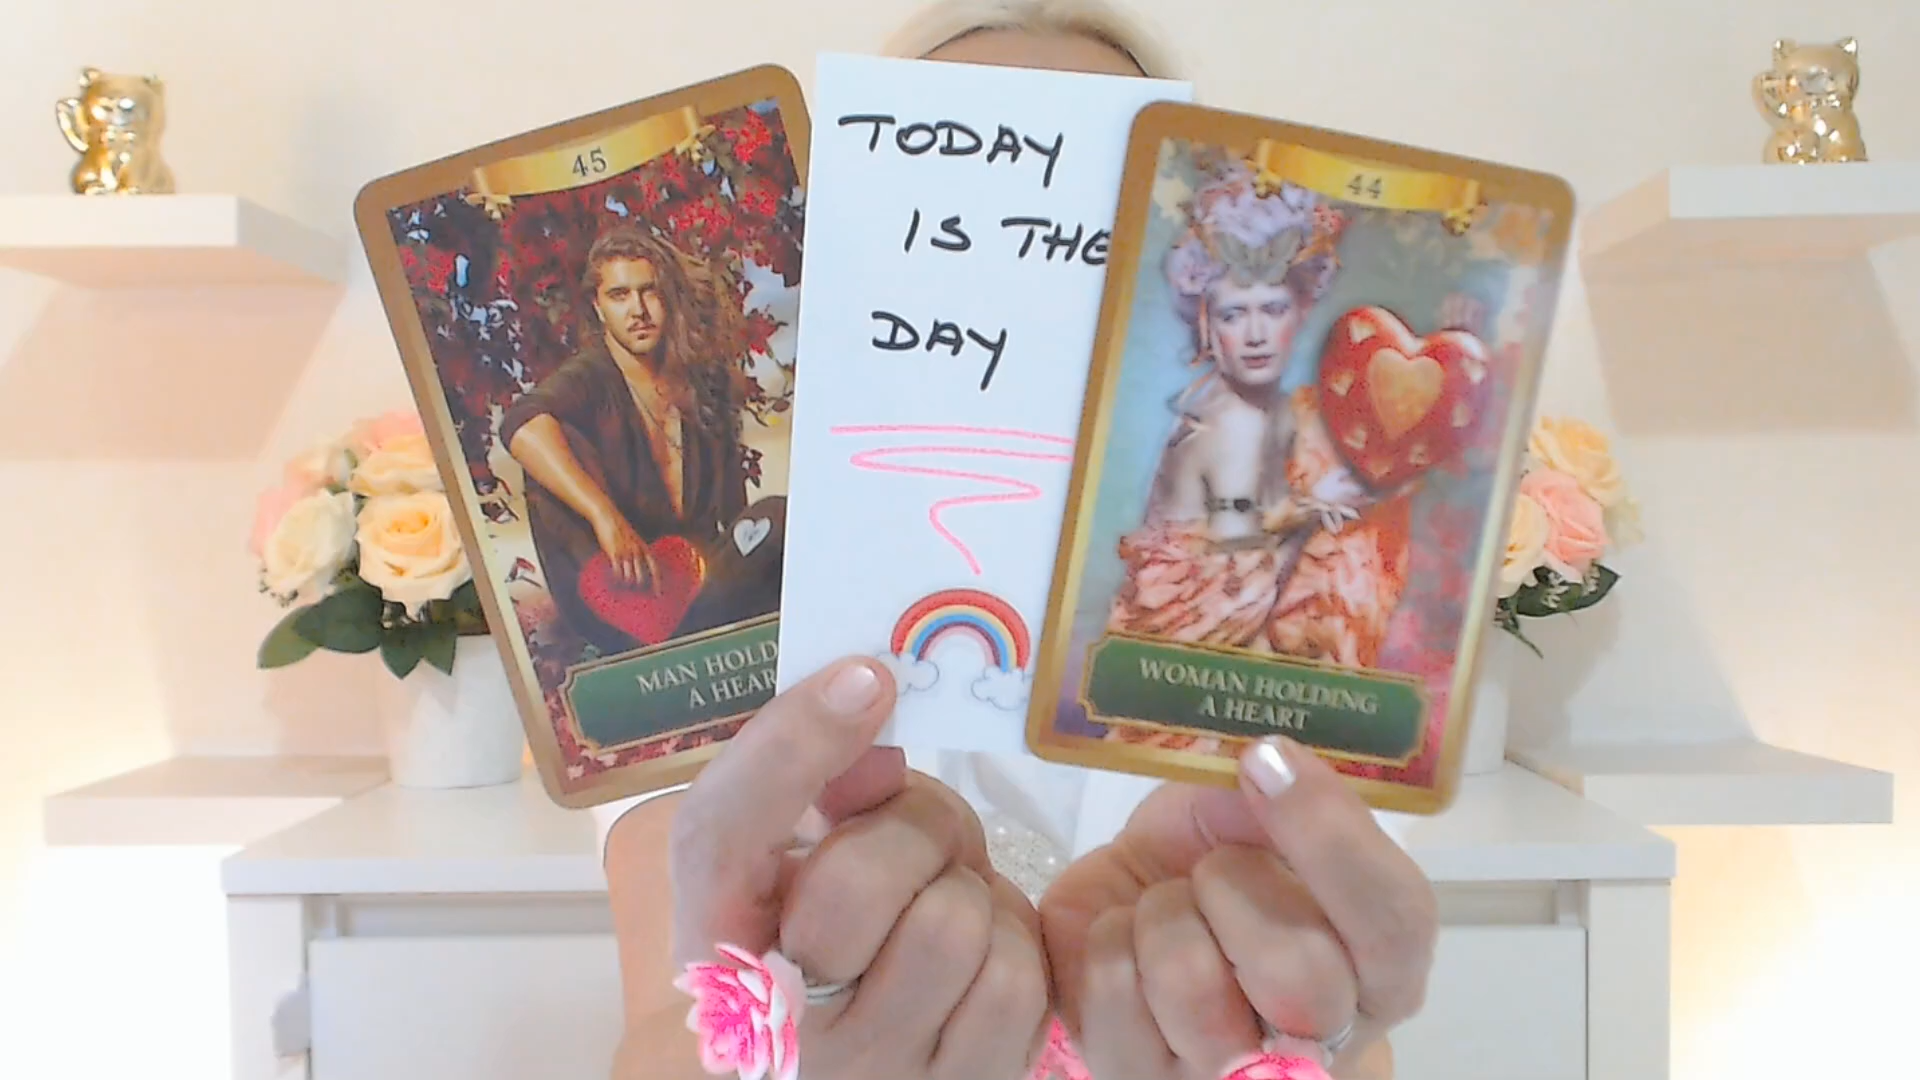 45
MAN HOLD
A HEAR
TODAY
IS THE
DAY
44
WOMAN HOLDING
A HEART